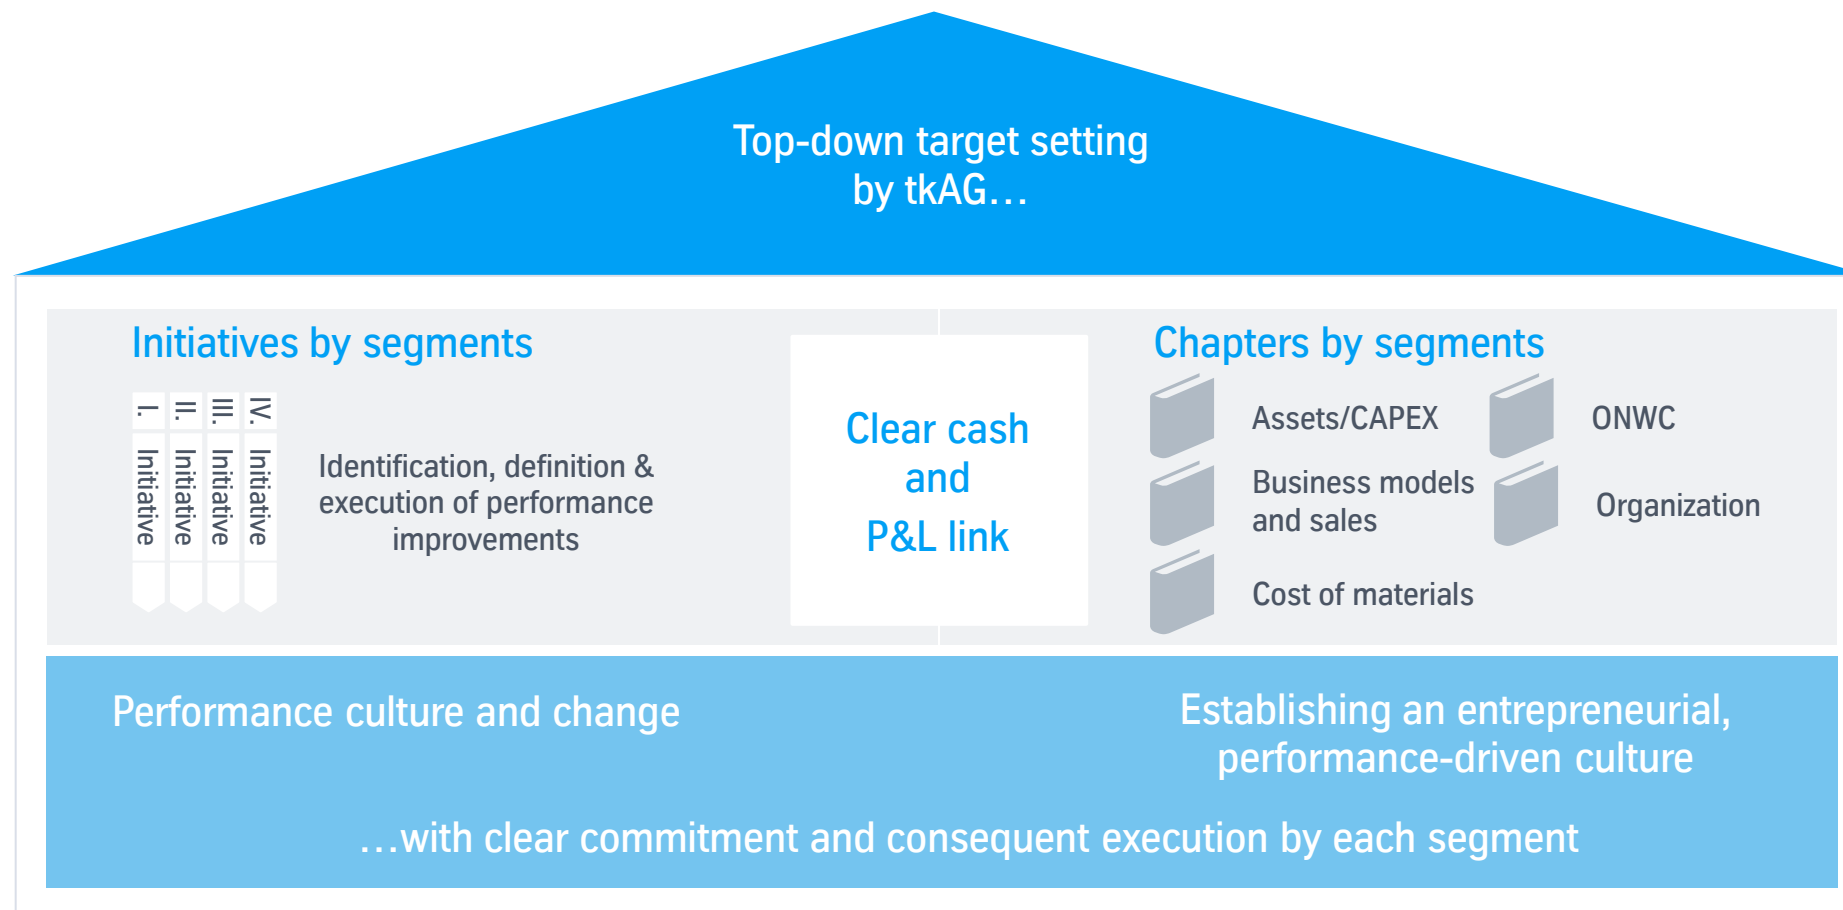 Top-down target setting
by tkAG…
Initiatives by segments
I. Initiative
II. Initiative
III. Initiative
IV. Initiative
Identification, definition &
execution of performance
improvements
Clear cash
and
P&L link
Chapters by segments
Assets/CAPEX
ONWC
Business models
and sales
Organization
Cost of materials
Performance culture and change
Establishing an entrepreneurial,
performance-driven culture
…with clear commitment and consequent execution by each segment